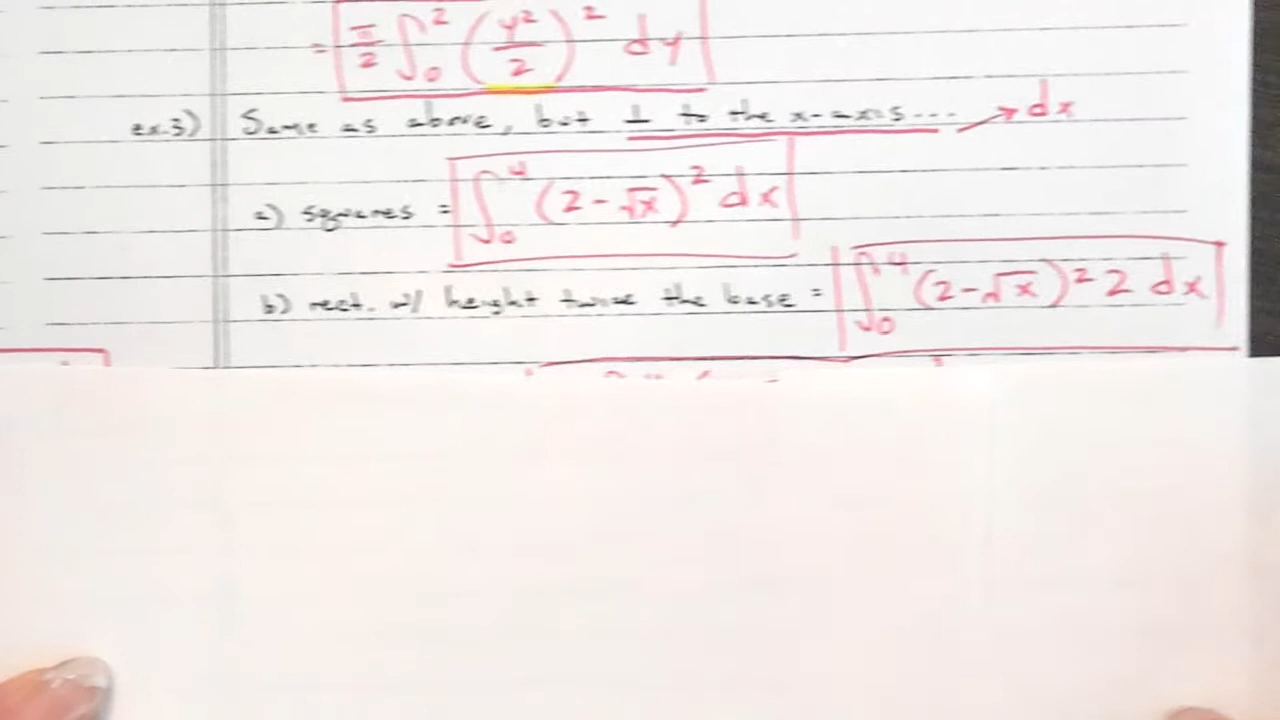 = π/2 ∫₀² (y²/2)² dy
ex.3) Same as above, but ⊥ to the x-axis... → dx
a) squares = ∫₀⁴ (2-√x)² dx
b) rect. w/ height twice the base = ∫₀⁴ (2-√x)² 2 dx